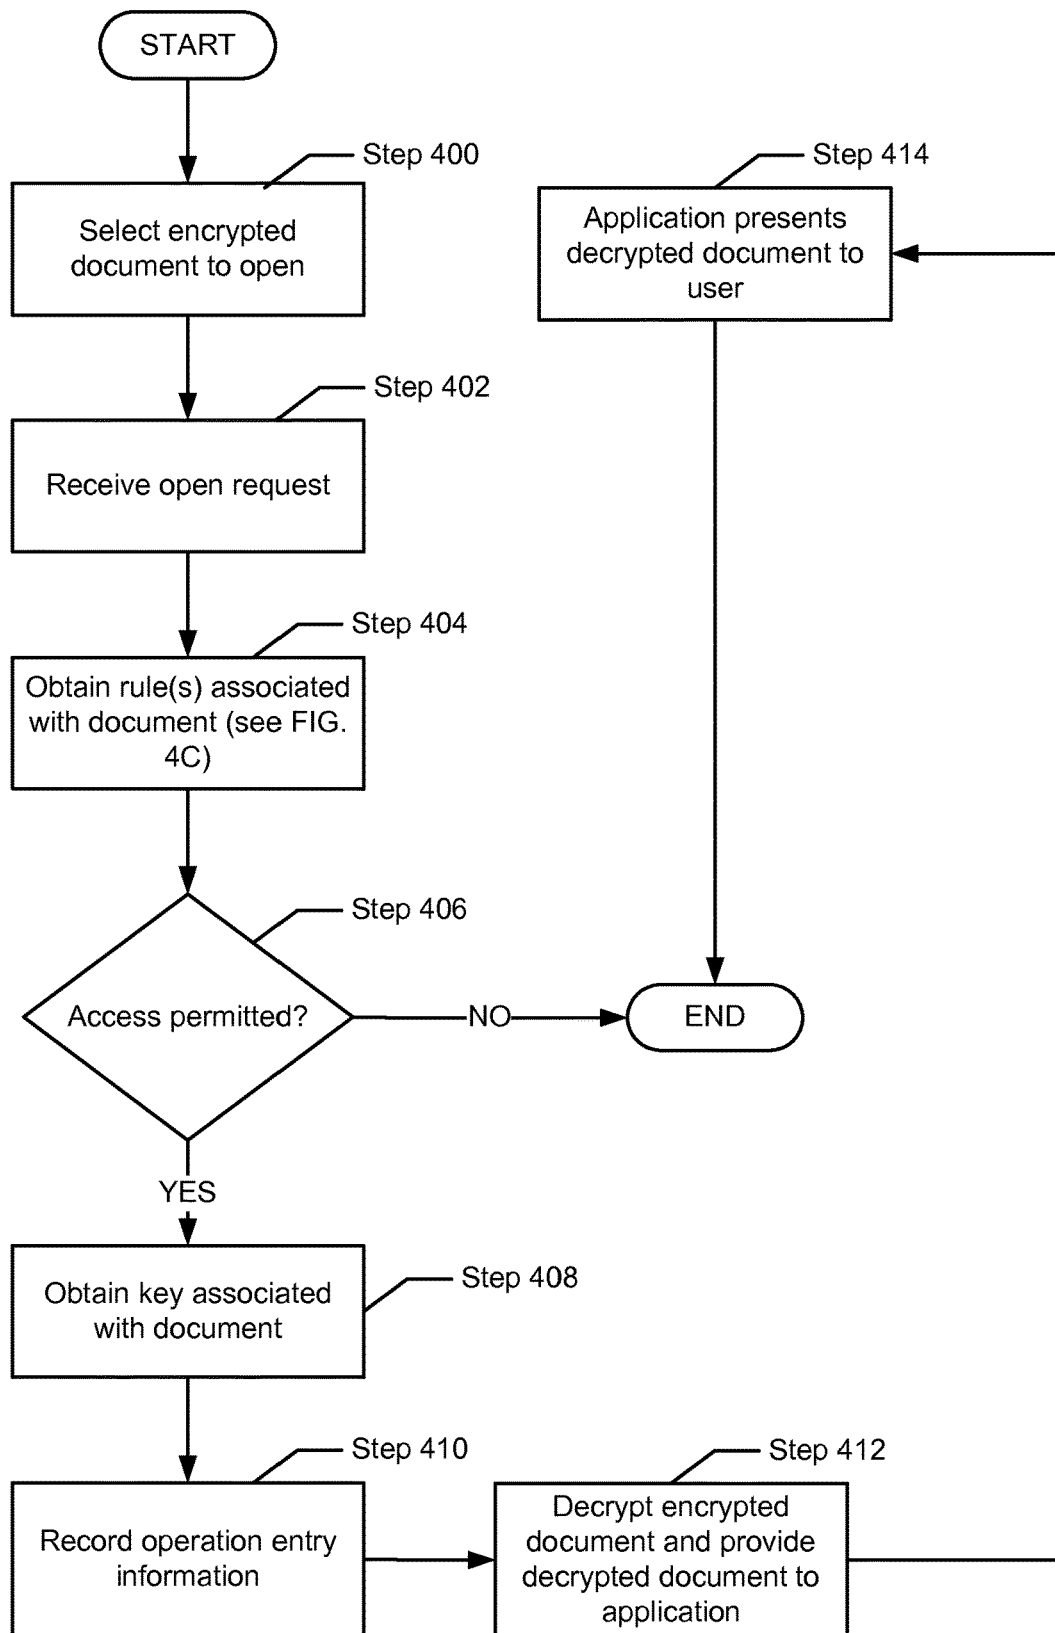 START
Step 400
Select encrypted
document to open
Step 402
Receive open request
Step 404
Obtain rule(s) associated
with document (see FIG.
4C)
Step 406
Access permitted?
NO
END
YES
Step 408
Obtain key associated
with document
Step 410
Record operation entry
information
Step 412
Decrypt encrypted
document and provide
decrypted document to
application
Step 414
Application presents
decrypted document to
user